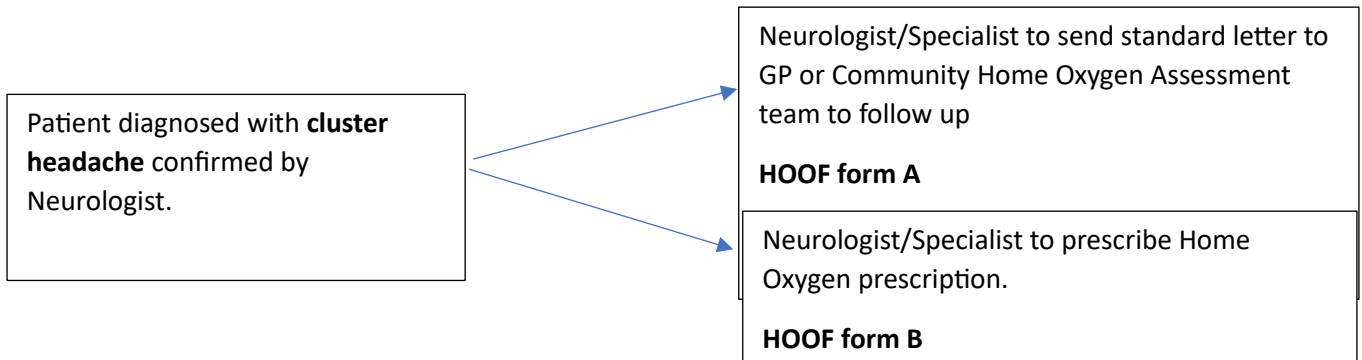 Patient diagnosed with cluster
headache confirmed by
Neurologist.
Neurologist/Specialist to send standard letter to
GP or Community Home Oxygen Assessment
team to follow up
HOOF form A
Neurologist/Specialist to prescribe Home
Oxygen prescription.
HOOF form B